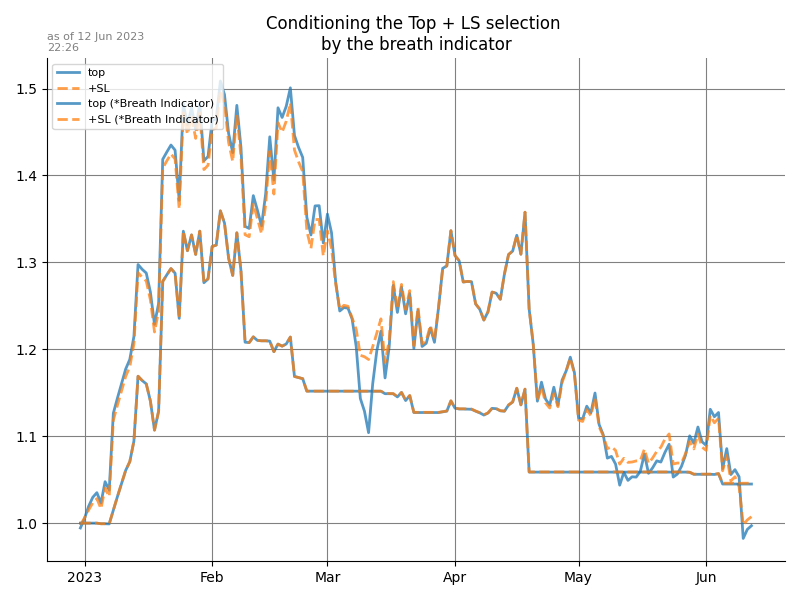 Conditioning the Top + LS selection
by the breath indicator
as of 12 Jun 2023
22:26
top
+SL
top (*Breath Indicator)
+SL (*Breath Indicator)
1.5
1.4
1.3
1.2
1.1
1.0
2023 Feb Mar Apr May Jun